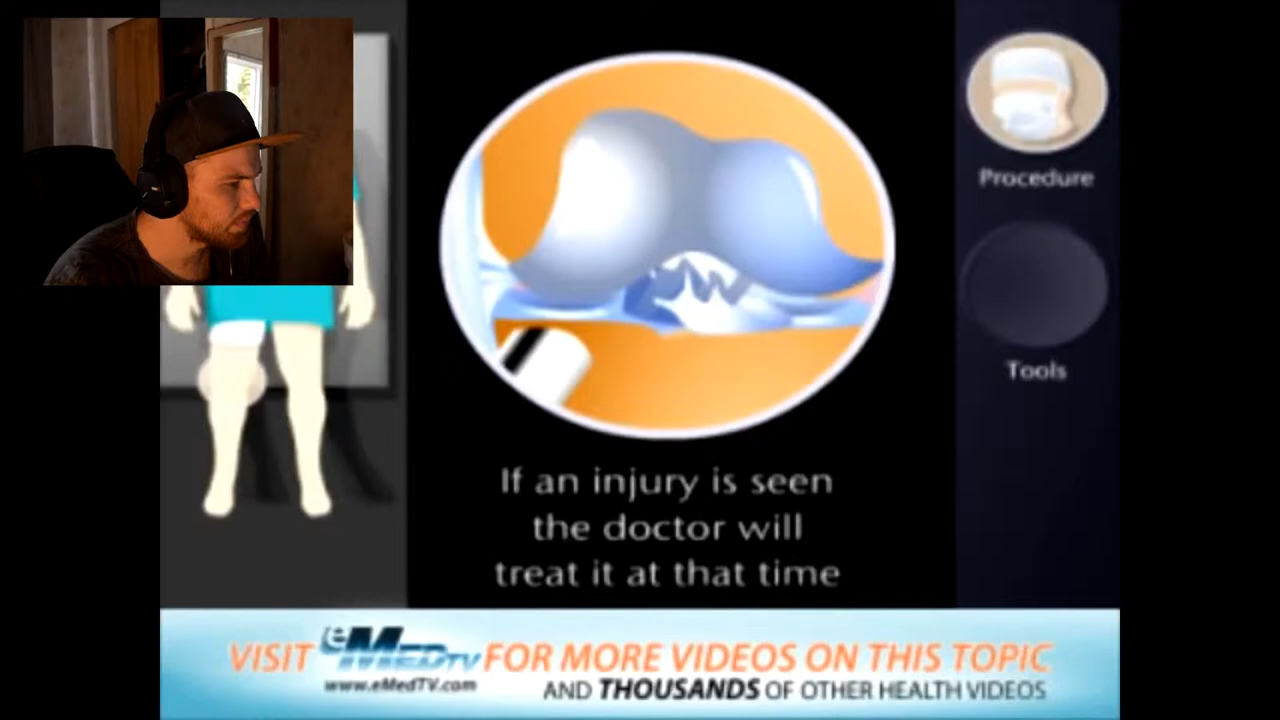 Procedure
Tools
If an injury is seen
the doctor will
treat it at that time
VISIT eMEDTV FOR MORE VIDEOS ON THIS TOPIC
www.eMedTV.com
AND THOUSANDS OF OTHER HEALTH VIDEOS